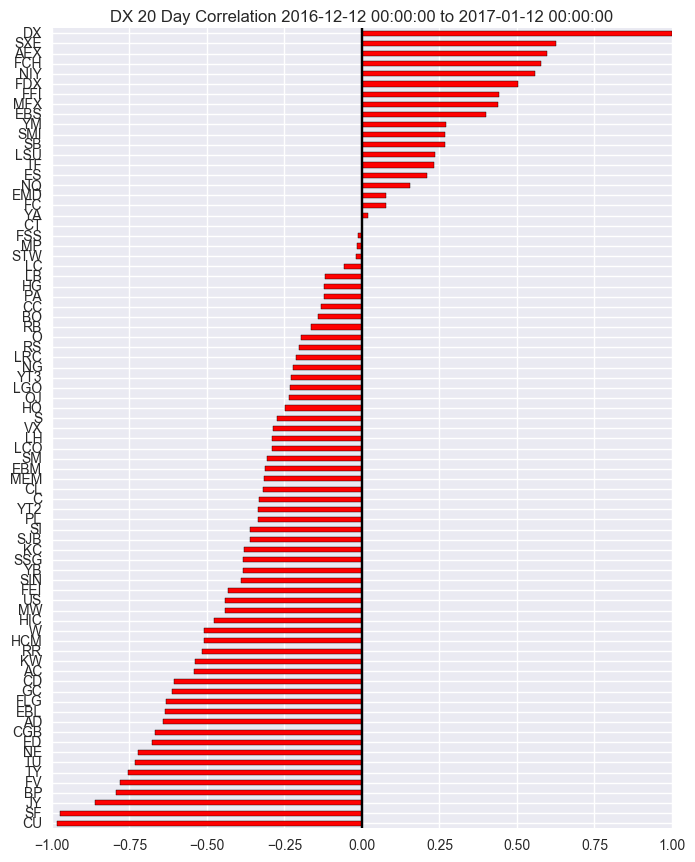 DX 20 Day Correlation 2016-12-12 00:00:00 to 2017-01-12 00:00:00
DX
SXE
AEX
FCH
NIY
FDX
FFI
MFX
EBS
YM
SMI
SB
LSU
TF
ES
NQ
EMD
FC
YA
CT
FSS
MP
STW
LC
LB
HG
PA
CC
BO
RB
O
RS
LRC
NG
YT3
LGO
OJ
HO
S
VX
LH
LCO
SM
EBM
MEM
CL
C
YT2
PL
SI
SJB
KC
SSG
YB
SIN
FEI
US
MW
HIC
W
HCM
RR
KW
AC
CD
GC
FLG
EBL
AD
CGB
ED
NE
TU
TY
FV
BP
JY
SF
CU
−1.00 −0.75 −0.50 −0.25 0.00 0.25 0.50 0.75 1.00